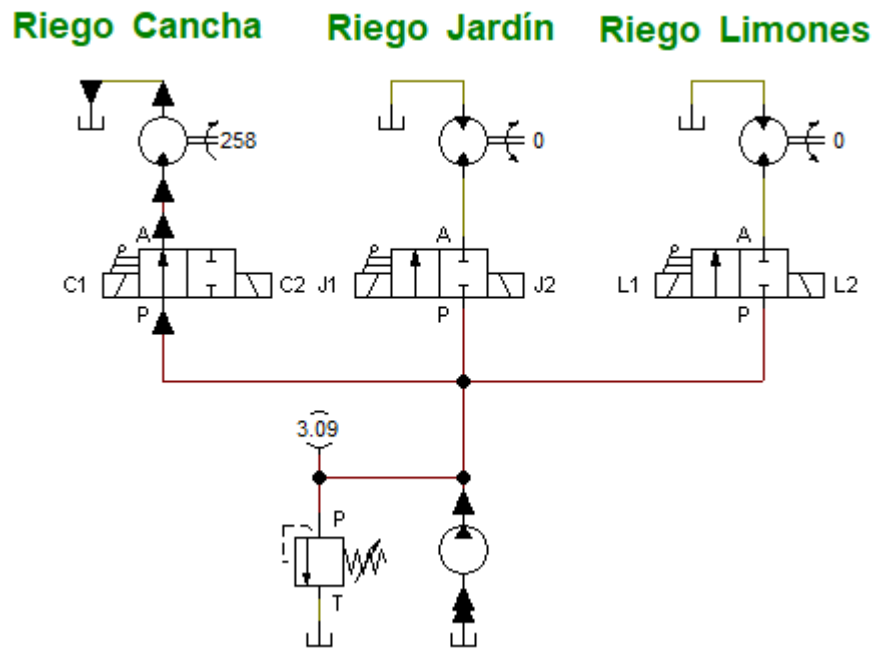 Riego Cancha Riego Jardín Riego Limones
258 0 0
A A A
C1 C2 J1 J2 L1 L2
P P P
3.09
P
T